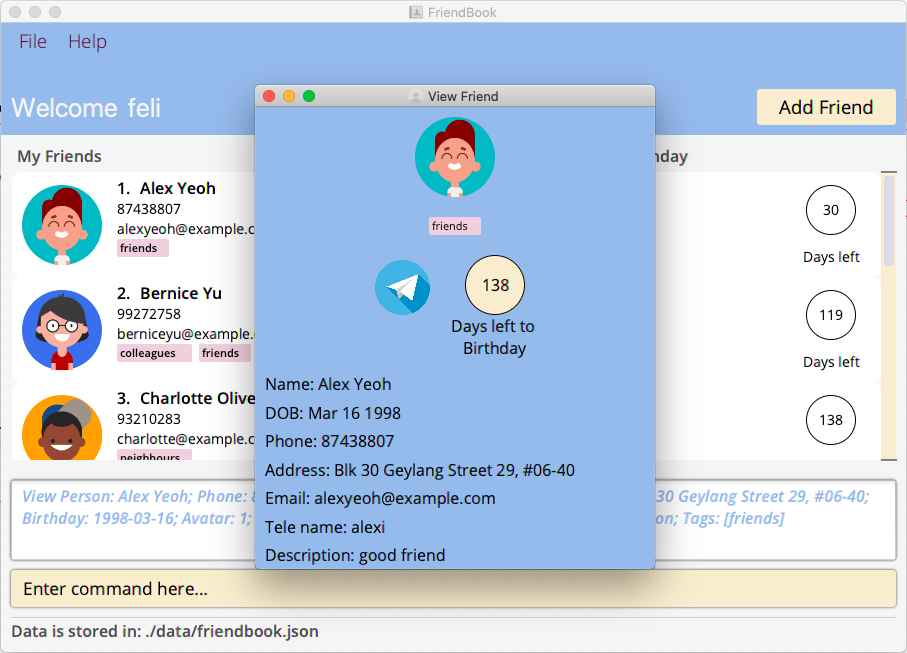 FriendBook
File Help
Welcome feli
Add Friend
My Friends
1. Alex Yeoh
87438807
alexyeoh@example.c
friends
2. Bernice Yu
99272758
berniceyu@example.
colleagues friends
3. Charlotte Olive
93210283
charlotte@example.c
neighbours
View Friend
friends
138
Days left to
Birthday
Name: Alex Yeoh
DOB: Mar 16 1998
Phone: 87438807
Address: Blk 30 Geylang Street 29, #06-40
Email: alexyeoh@example.com
Tele name: alexi
Description: good friend
hday
30
Days left
119
Days left
138
View Person: Alex Yeoh; Phone: 30 Geylang Street 29, #06-40;
Birthday: 1998-03-16; Avatar: 1; on; Tags: [friends]
Enter command here...
Data is stored in: ./data/friendbook.json